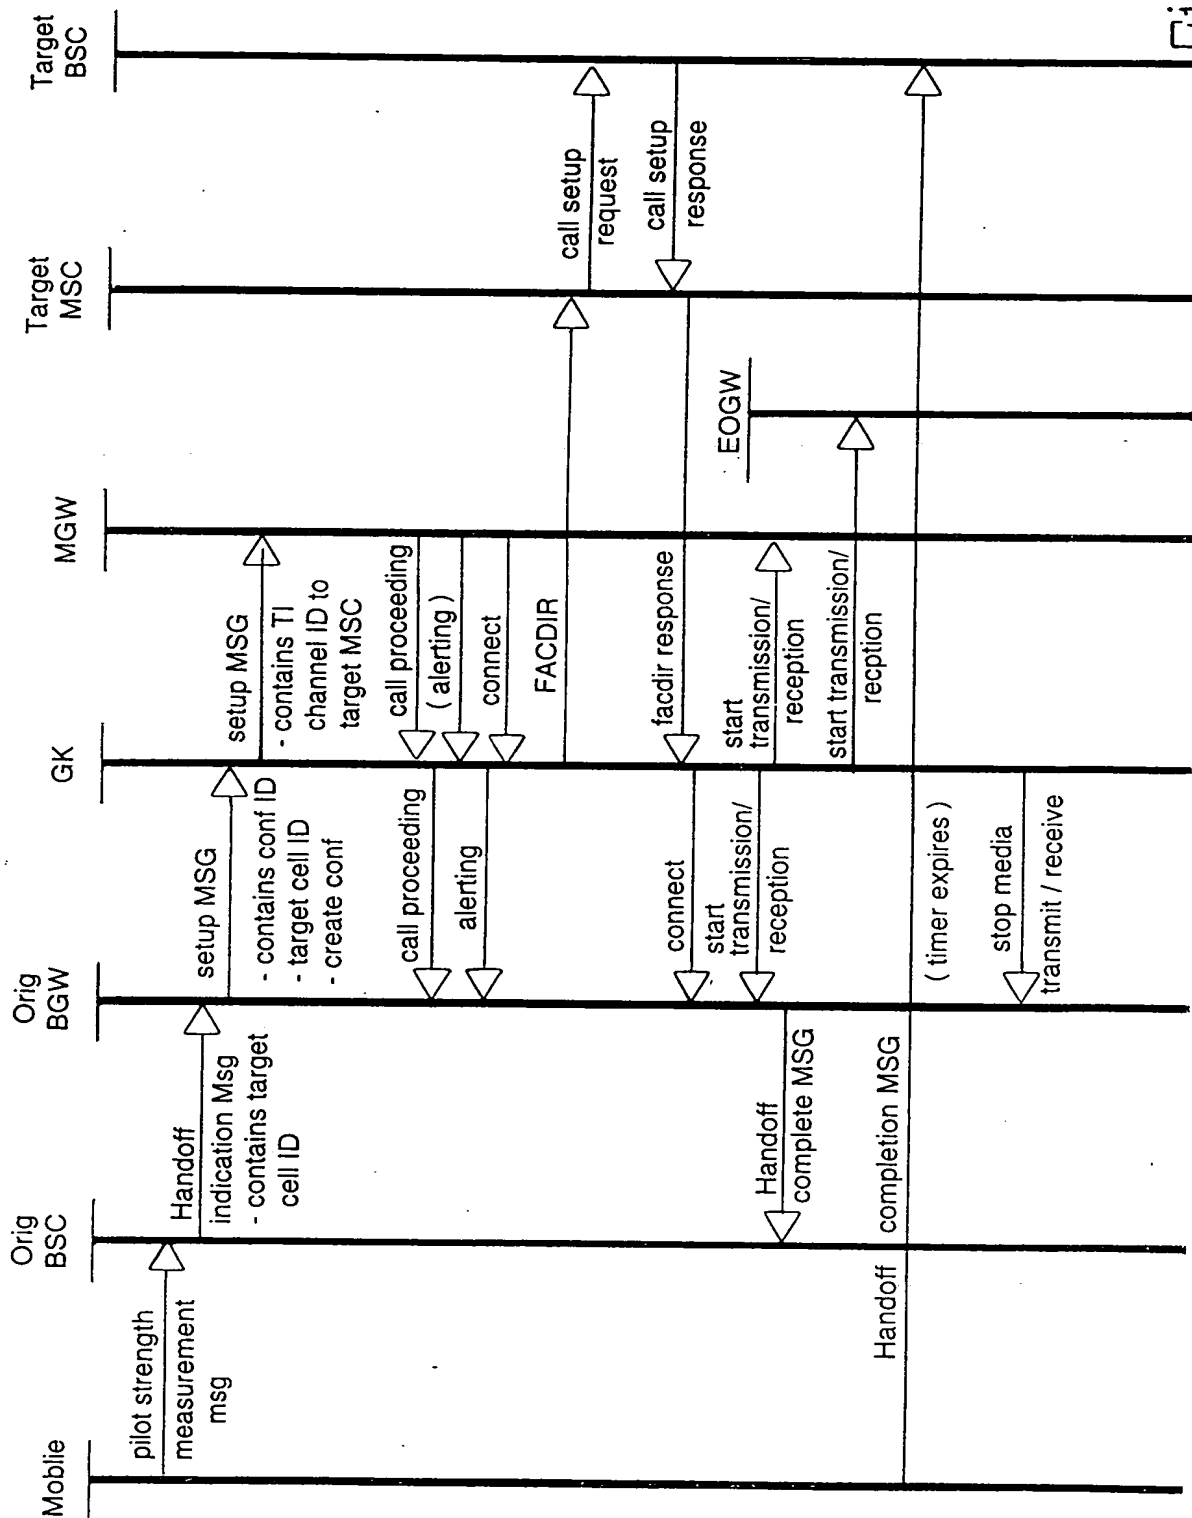 Moblie
Orig
BSC
Orig
BGW
GK
MGW
EOGW
Target
MSC
Target
BSC
pilot strength
measurement
msg
Handoff
indication Msg
- contains target
cell ID
setup MSG
- contains conf ID
- target cell ID
- create conf
setup MSG
- contains TI
channel ID to
target MSC
call proceeding
call proceeding
( alerting )
alerting
connect
FACDIR
call setup
request
call setup
response
facdir response
connect
start
transmission/
reception
start
transmission/
reception
Handoff
complete MSG
start transmission/
recption
Handoff completion MSG
( timer expires )
stop media
transmit / receive